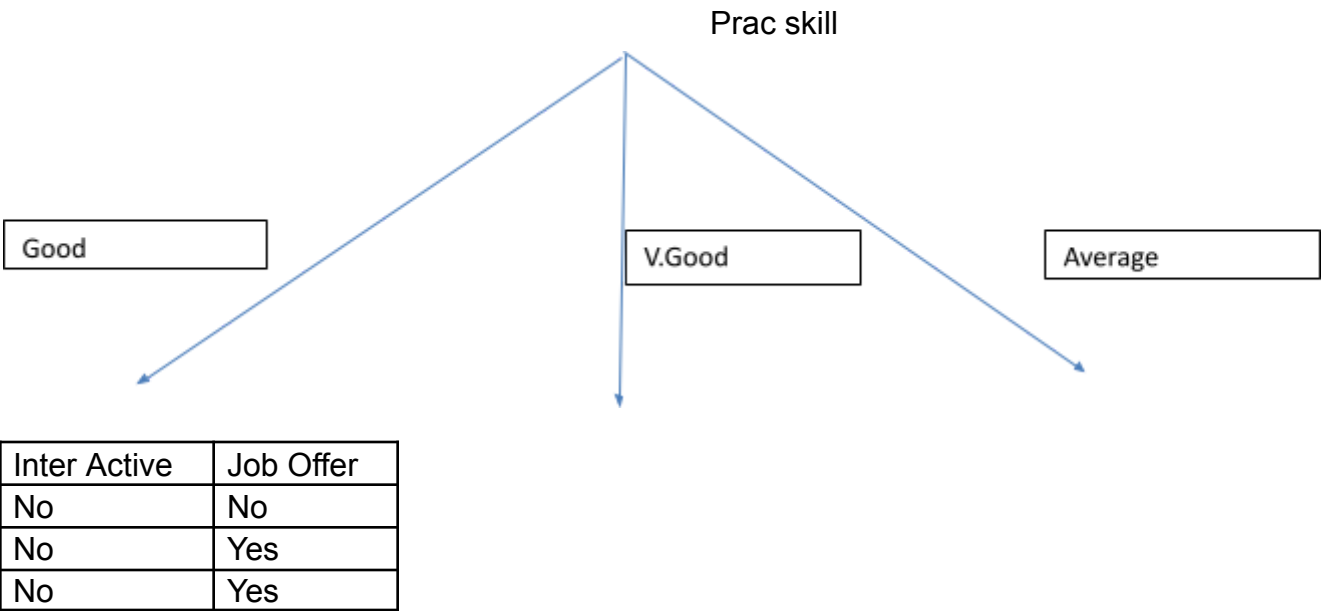 Prac skill
Good
V.Good
Average
Inter Active Job Offer
No No
No Yes
No Yes